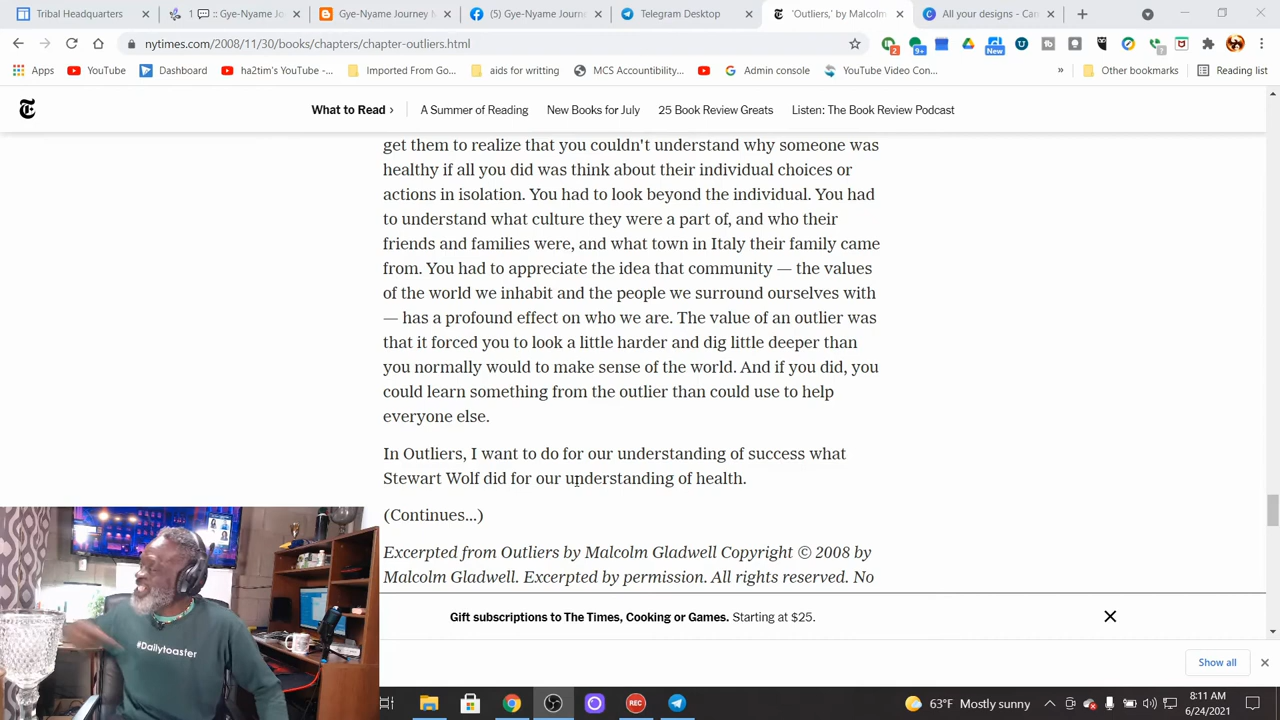 Tribal Headquarters
1 💬 :: Gye-Nyame Jo
Gye-Nyame Journey M
(5) Gye-Nyame Journ
Telegram Desktop
'Outliers,' by Malcolm
All your designs - Can
nytimes.com/2008/11/30/books/chapters/chapter-outliers.html
2
9+
New
Apps
YouTube
Dashboard
ha2tim's YouTube -...
Imported From Go...
aids for writting
MCS Accountibility...
Admin console
YouTube Video Con...
»
Other bookmarks
Reading list
What to Read ›
A Summer of Reading
New Books for July
25 Book Review Greats
Listen: The Book Review Podcast
get them to realize that you couldn't understand why someone was
healthy if all you did was think about their individual choices or
actions in isolation. You had to look beyond the individual. You had
to understand what culture they were a part of, and who their
friends and families were, and what town in Italy their family came
from. You had to appreciate the idea that community — the values
of the world we inhabit and the people we surround ourselves with
— has a profound effect on who we are. The value of an outlier was
that it forced you to look a little harder and dig little deeper than
you normally would to make sense of the world. And if you did, you
could learn something from the outlier than could use to help
everyone else.
In Outliers, I want to do for our understanding of success what
Stewart Wolf did for our understanding of health.
(Continues...)
Excerpted from Outliers by Malcolm Gladwell Copyright © 2008 by
Malcolm Gladwell. Excerpted by permission. All rights reserved. No
#Dailytoaster
Gift subscriptions to The Times, Cooking or Games. Starting at $25.
Show all
REC
63°F Mostly sunny
8:11 AM
6/24/2021